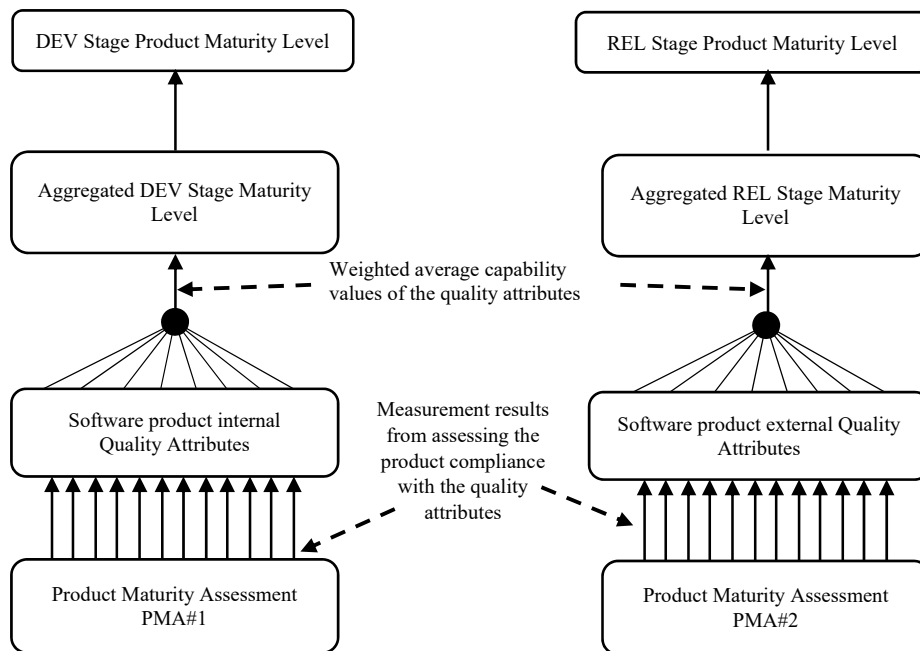 DEV Stage Product Maturity Level
REL Stage Product Maturity Level
Aggregated DEV Stage Maturity
Level
Aggregated REL Stage Maturity
Level
Weighted average capability
values of the quality attributes
Software product internal
Quality Attributes
Measurement results
from assessing the
product compliance
with the quality
attributes
Software product external Quality
Attributes
Product Maturity Assessment
PMA#1
Product Maturity Assessment
PMA#2